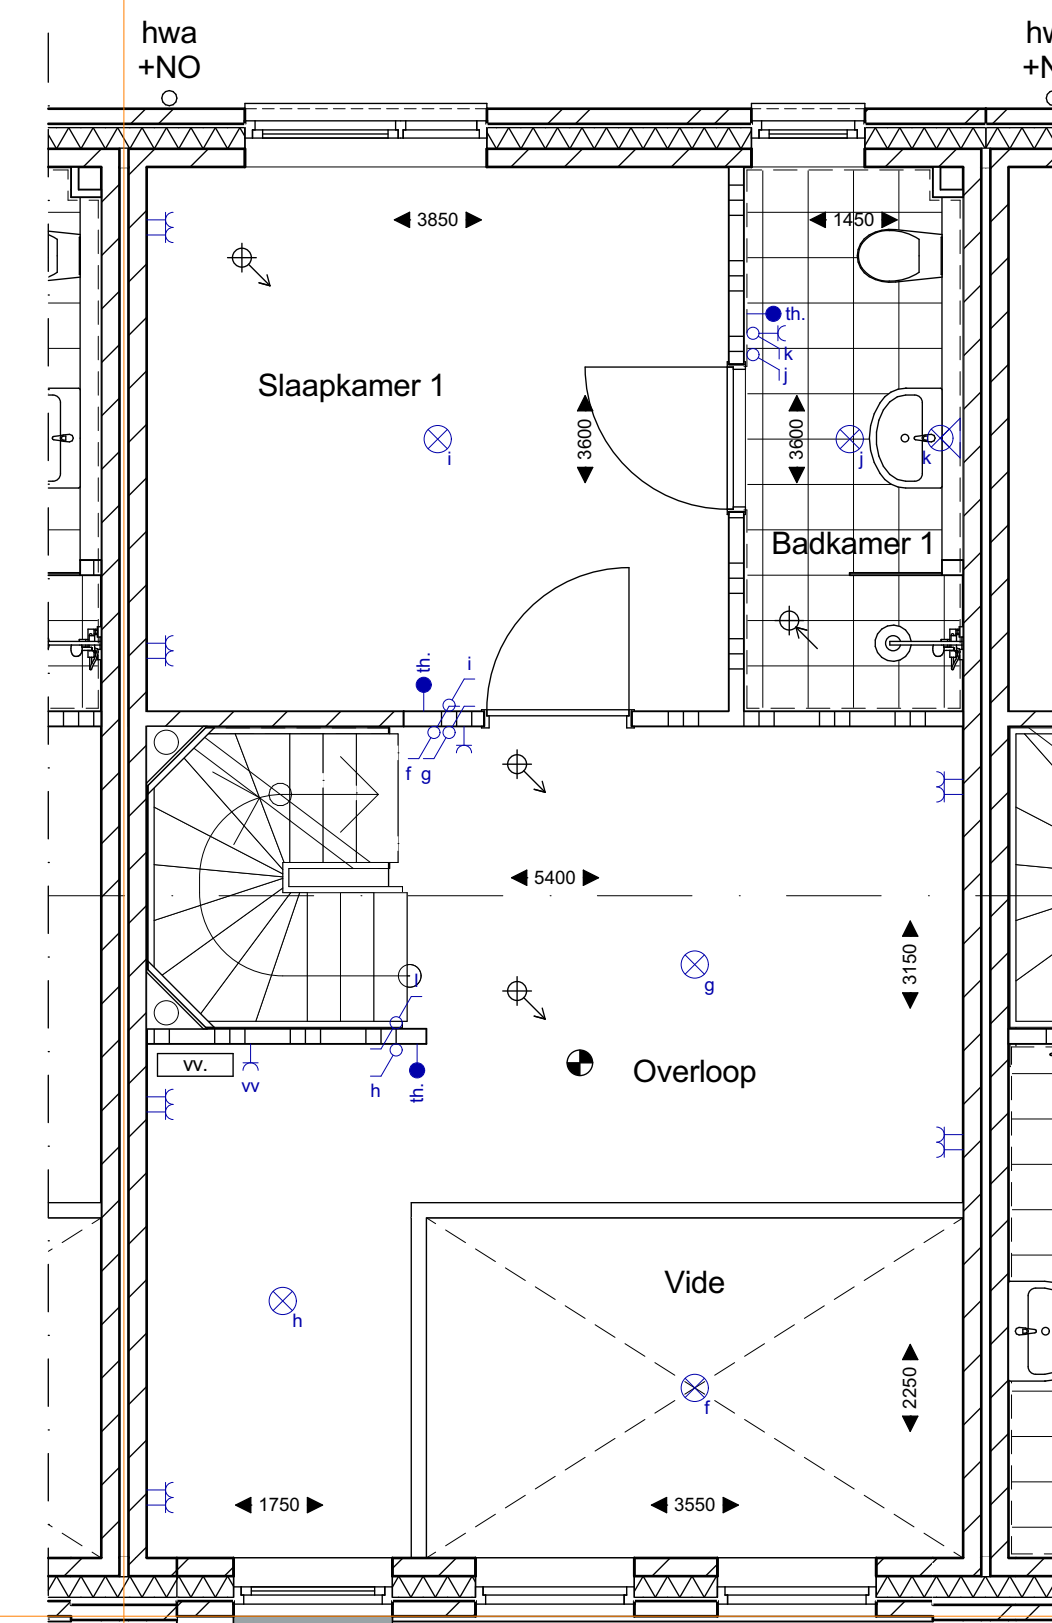 hwa
+NO
3850
1450
th.
k
j
Slaapkamer 1
3600
3600
i
j
k
Badkamer 1
th.
i
f g
5400
3150
g
l
vv.
vv
h
th.
Overloop
Vide
h
f
2250
1750
3550